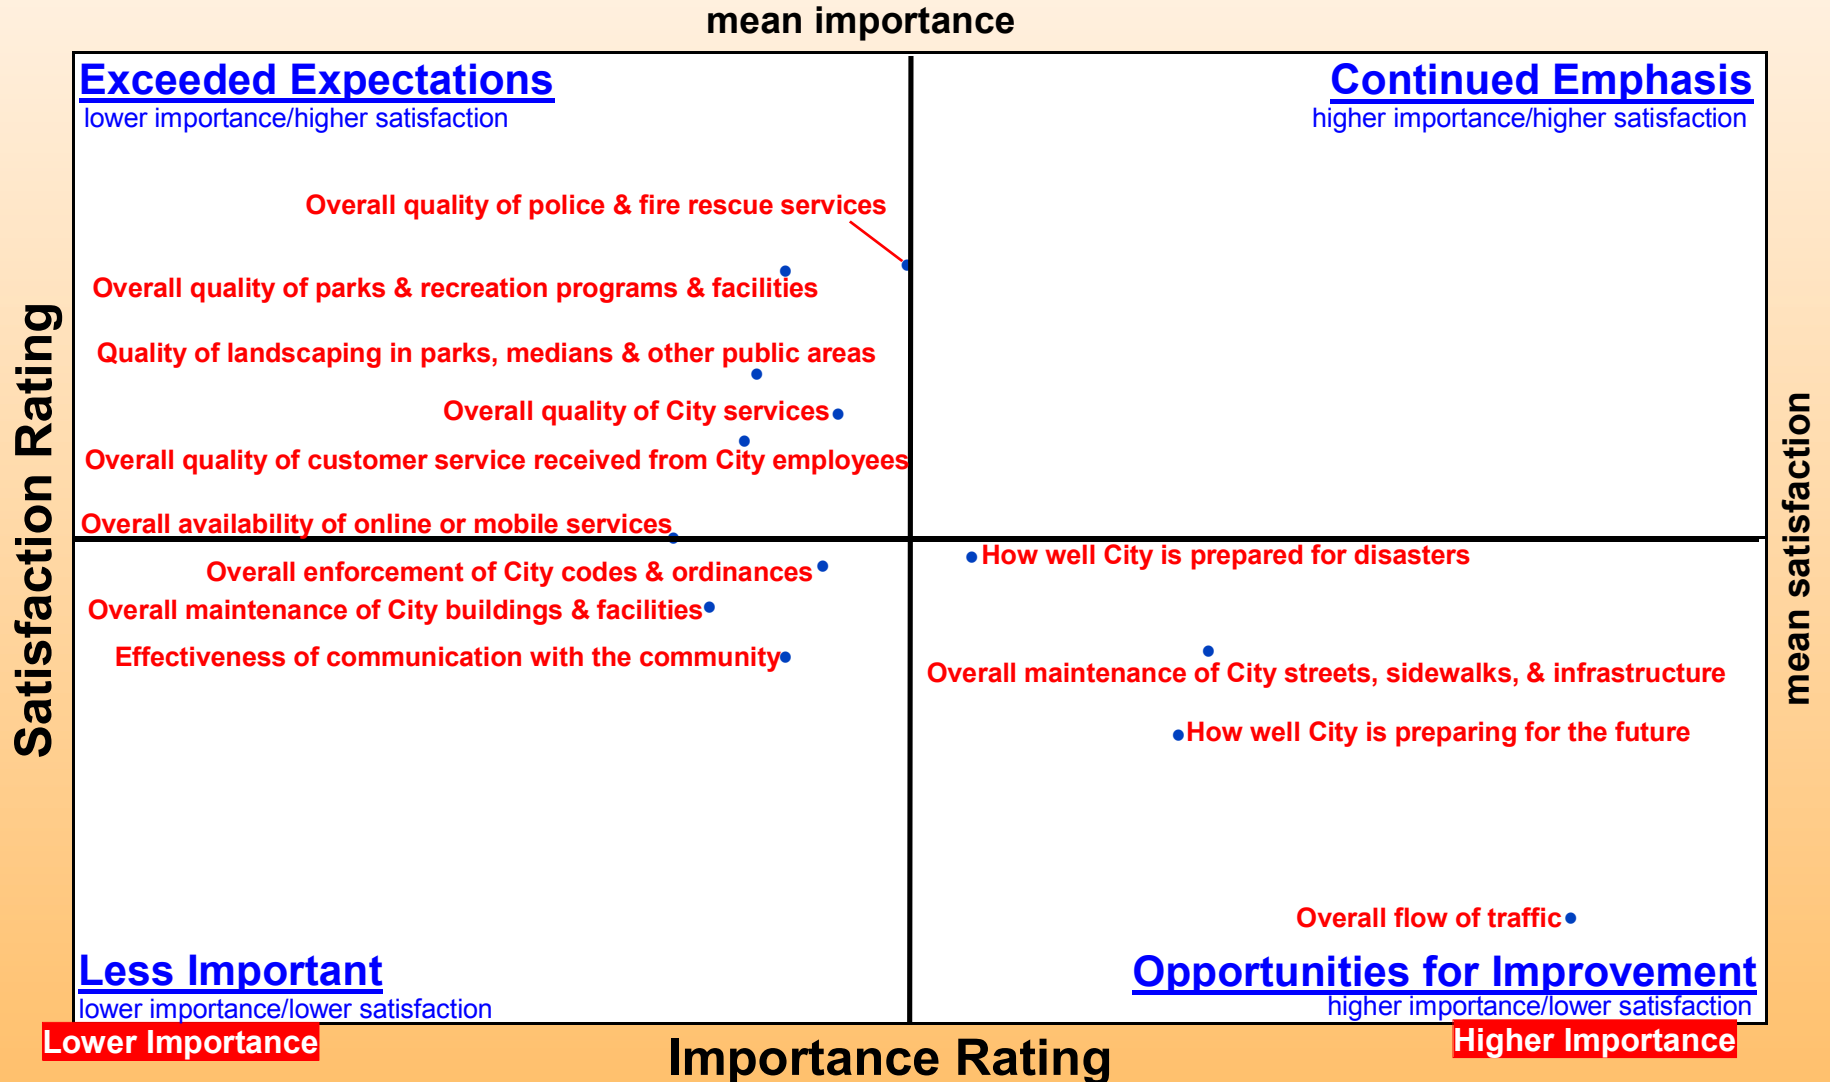 mean importance
Exceeded Expectations
lower importance/higher satisfaction
Continued Emphasis
higher importance/higher satisfaction
Overall quality of police & fire rescue services
Overall quality of parks & recreation programs & facilities
Quality of landscaping in parks, medians & other public areas
Overall quality of City services
Overall quality of customer service received from City employees
Overall availability of online or mobile services
Satisfaction Rating
mean satisfaction
How well City is prepared for disasters
Overall enforcement of City codes & ordinances
Overall maintenance of City buildings & facilities
Effectiveness of communication with the community
Overall maintenance of City streets, sidewalks, & infrastructure
How well City is preparing for the future
Overall flow of traffic
Less Important
lower importance/lower satisfaction
Opportunities for Improvement
higher importance/lower satisfaction
Lower Importance
Importance Rating
Higher Importance